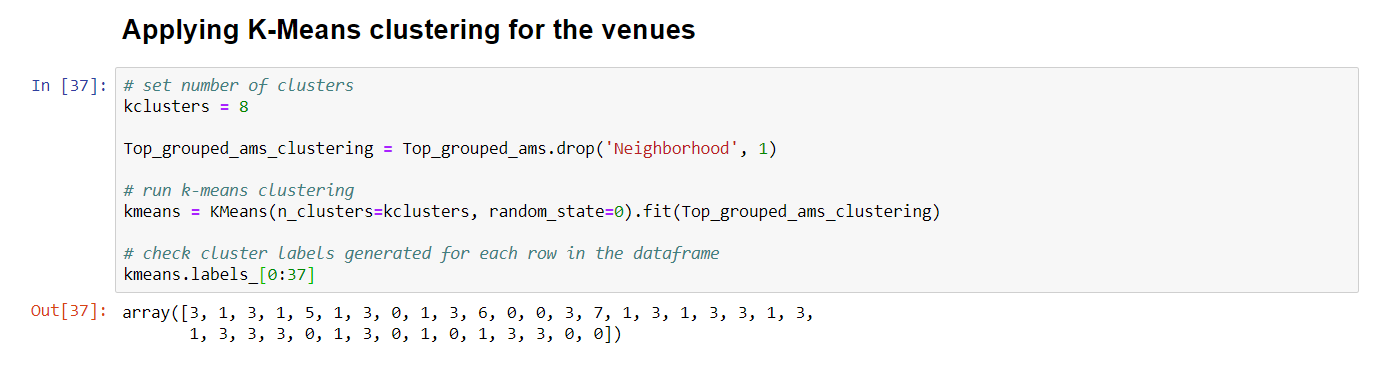 Applying K-Means clustering for the venues
In [37]: # set number of clusters
kclusters = 8
Top_grouped_ams_clustering = Top_grouped_ams.drop('Neighborhood', 1)
# run k-means clustering
kmeans = KMeans(n_clusters=kclusters, random_state=0).fit(Top_grouped_ams_clustering)
# check cluster labels generated for each row in the dataframe
kmeans.labels_[0:37]
Out[37]: array([3, 1, 3, 1, 5, 1, 3, 0, 1, 3, 6, 0, 0, 3, 7, 1, 3, 1, 3, 3, 1, 3,
1, 3, 3, 3, 0, 1, 3, 0, 1, 0, 1, 3, 3, 0, 0])